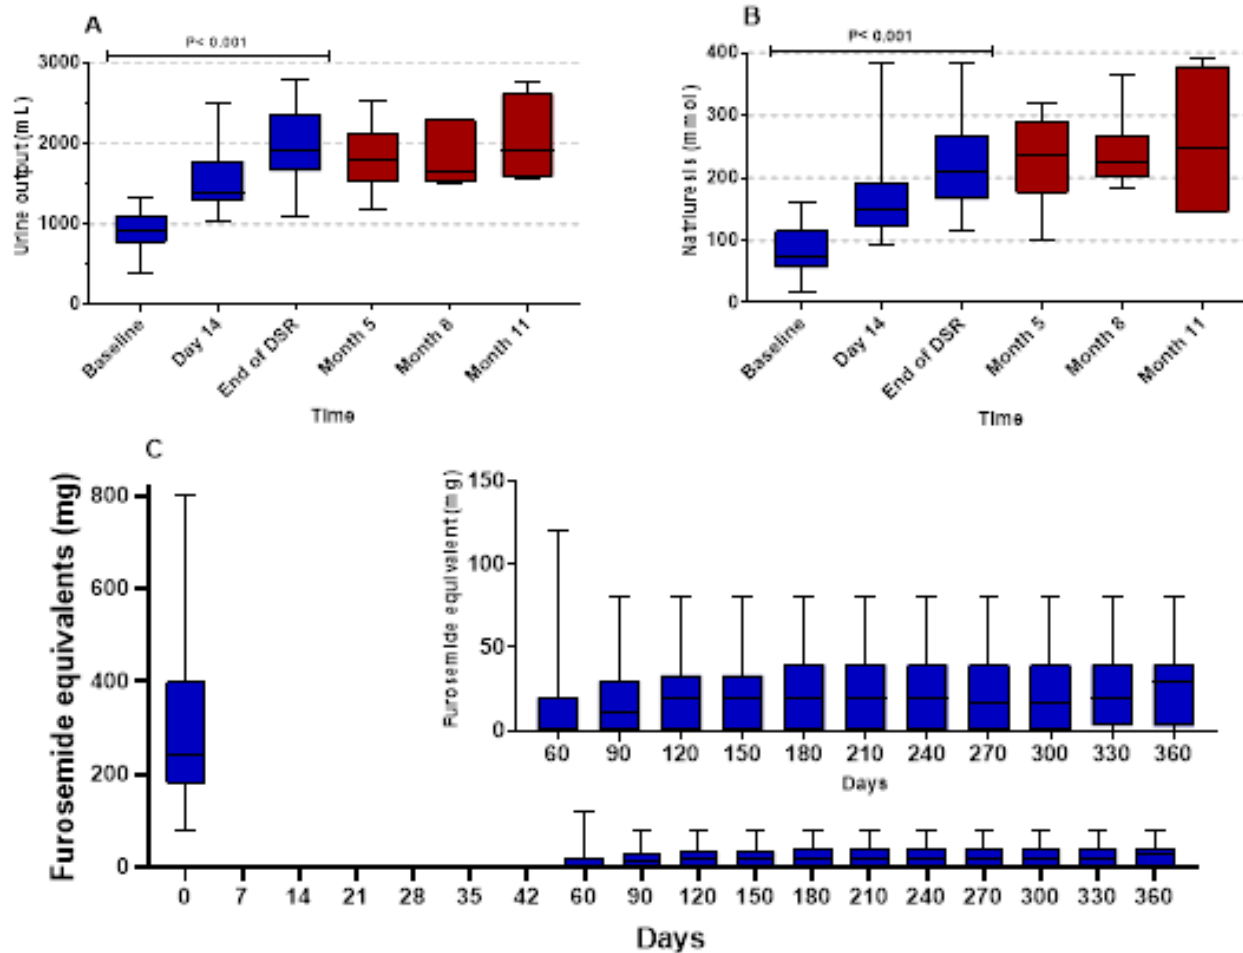 A
P< 0.001
Urine output(mL)
3000
2000
1000
0
Baseline
Day 14
End of DSR
Month 5
Month 8
Month 11
Time
B
P< 0.001
Natriuresis (mmol)
400
300
200
100
0
Baseline
Day 14
End of DSR
Month 5
Month 8
Month 11
Time
C
Furosemide equivalents (mg)
800
600
400
200
0
0 7 14 21 28 35 42 60 90 120 150 180 210 240 270 300 330 360
Days
Furosemide equivalent (mg)
150
100
50
0
60 90 120 150 180 210 240 270 300 330 360
Days